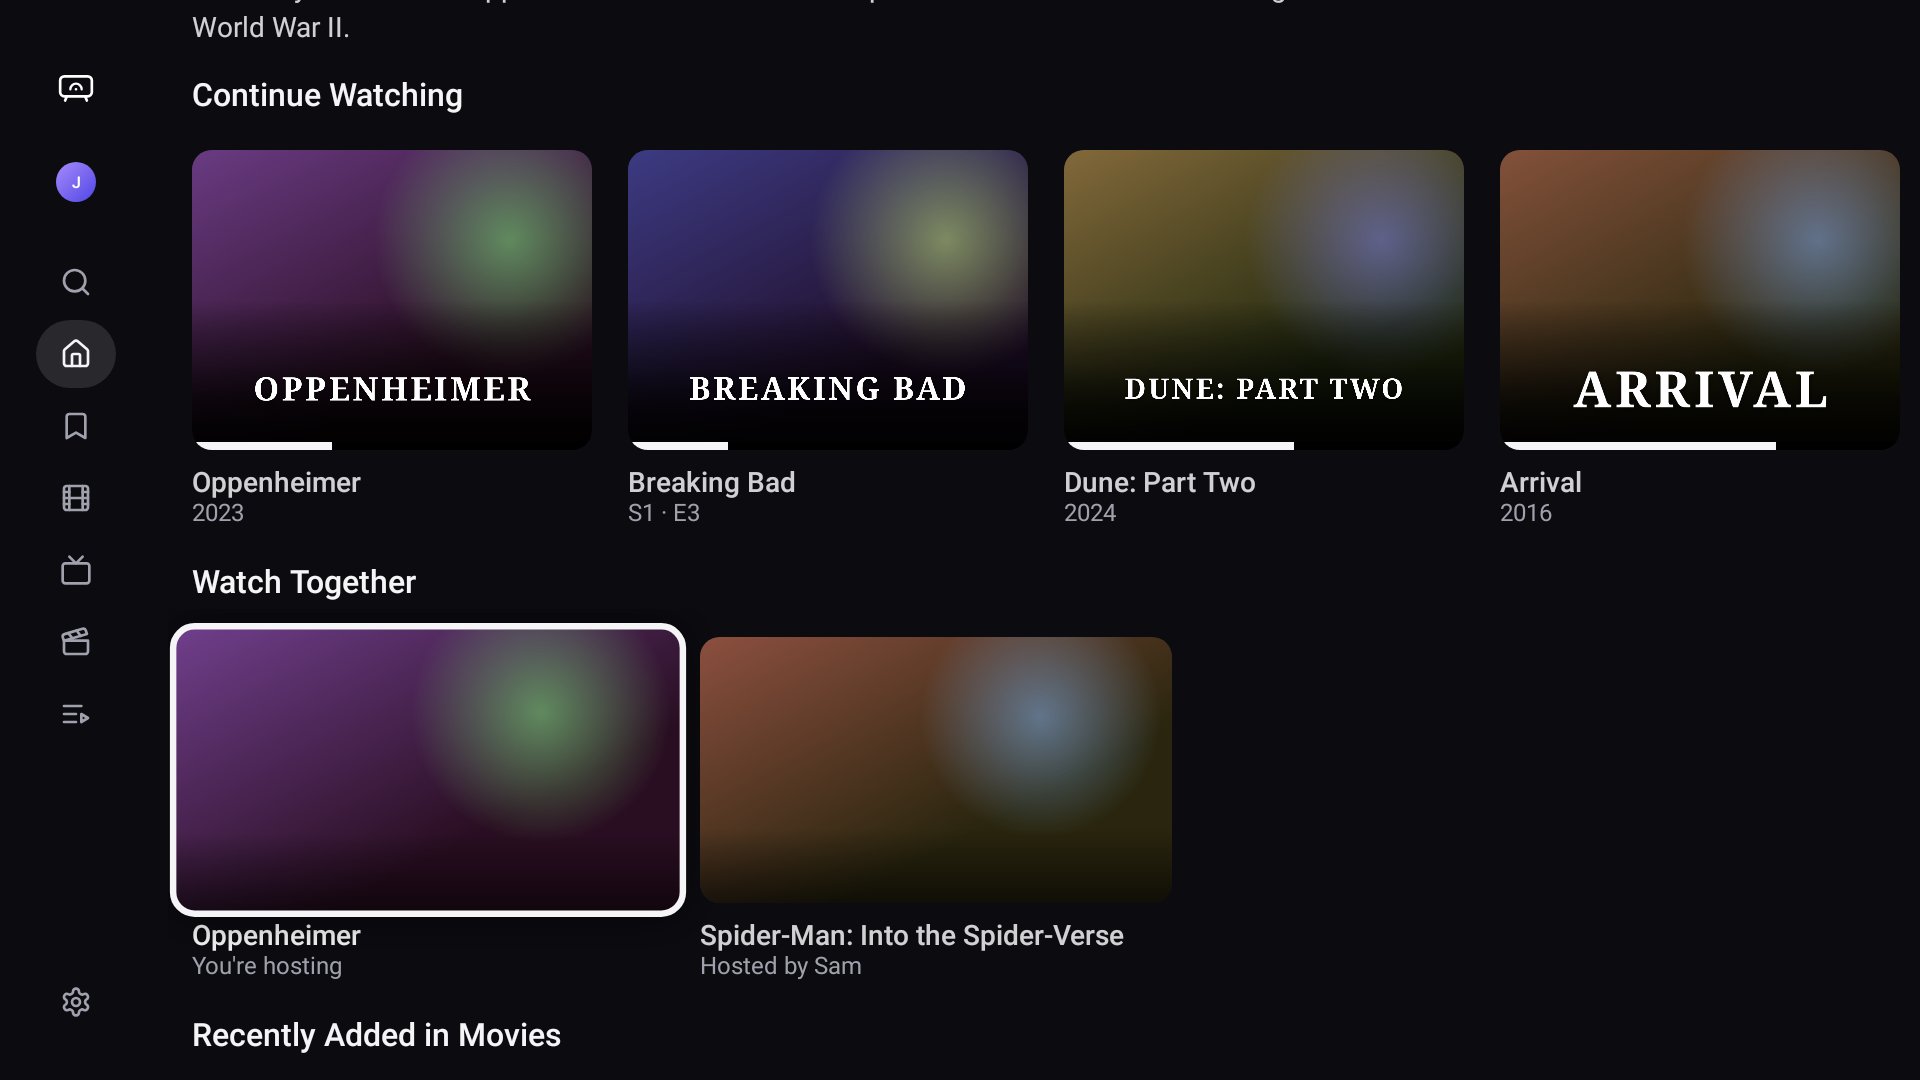 World War II.
Continue Watching
J
OPPENHEIMER
BREAKING BAD
DUNE: PART TWO
ARRIVAL
Oppenheimer
2023
Breaking Bad
S1 · E3
Dune: Part Two
2024
Arrival
2016
Watch Together
Oppenheimer
You're hosting
Spider-Man: Into the Spider-Verse
Hosted by Sam
Recently Added in Movies